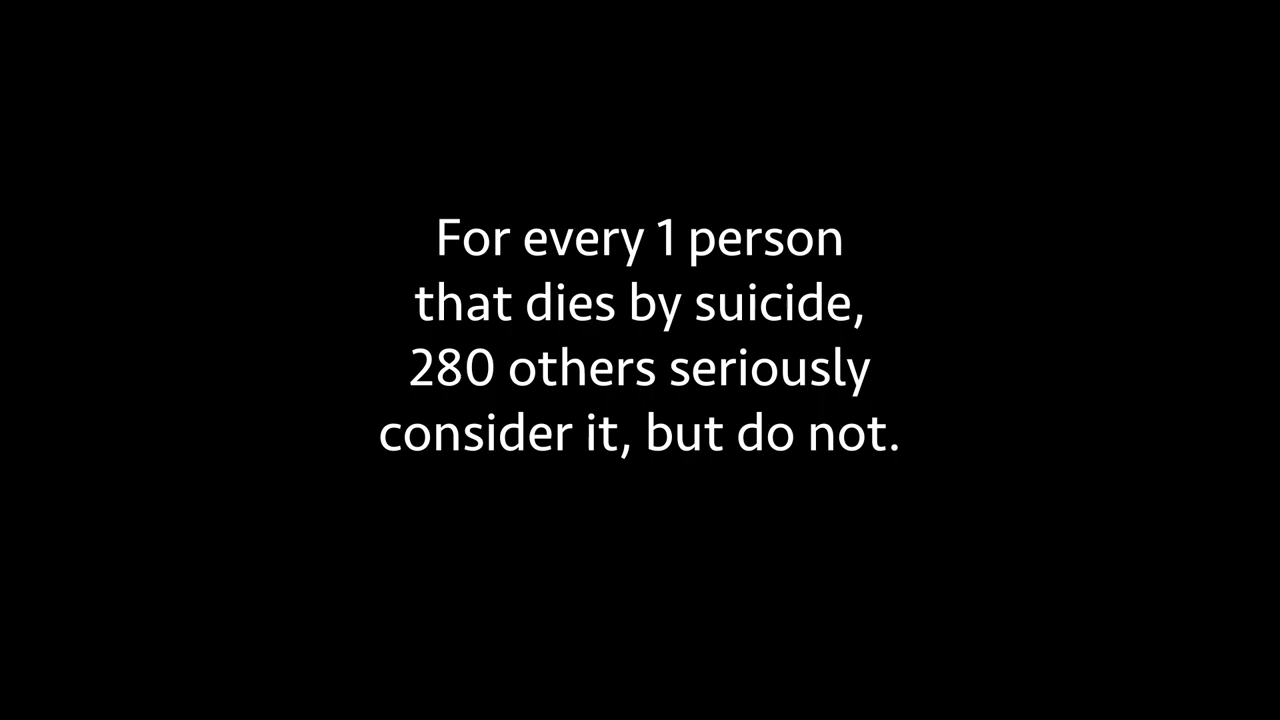 For every 1 person
that dies by suicide,
280 others seriously
consider it, but do not.